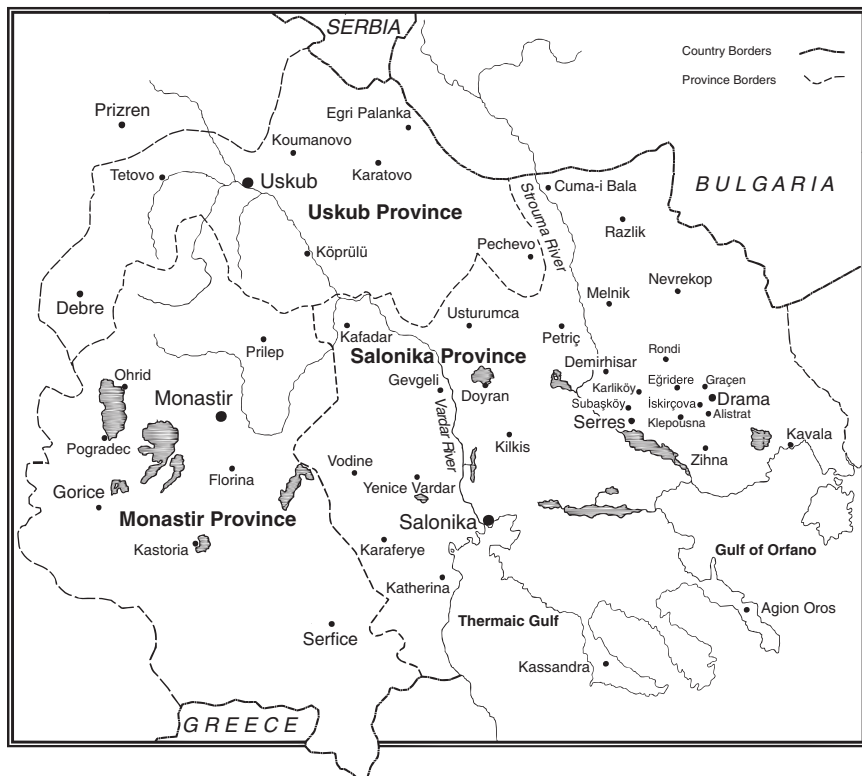 SERBIA
Country Borders
Province Borders
Prizren
Egri Palanka
Koumanovo
Karatovo
Tetovo
Uskub
Cuma-i Bala
BULGARIA
Uskub Province
Strouma River
Razlik
Köprülü
Pechevo
Nevrekop
Debre
Melnik
Usturumca
Kafadar
Petriç
Prilep
Salonika Province
Rondi
Demirhisar
Ohrid
Gevgeli
Doyran
Karliköy
Eğridere
Graçen
Monastir
Drama
Subaşköy
İskirçova
Alistrat
Serres
Klepousna
Vardar River
Pogradec
Kilkis
Kavala
Zihna
Florina
Vodine
Yenice Vardar
Gorice
Monastir Province
Salonika
Kastoria
Karaferye
Gulf of Orfano
Katherina
Agion Oros
Thermaic Gulf
Serfice
Kassandra
GREECE